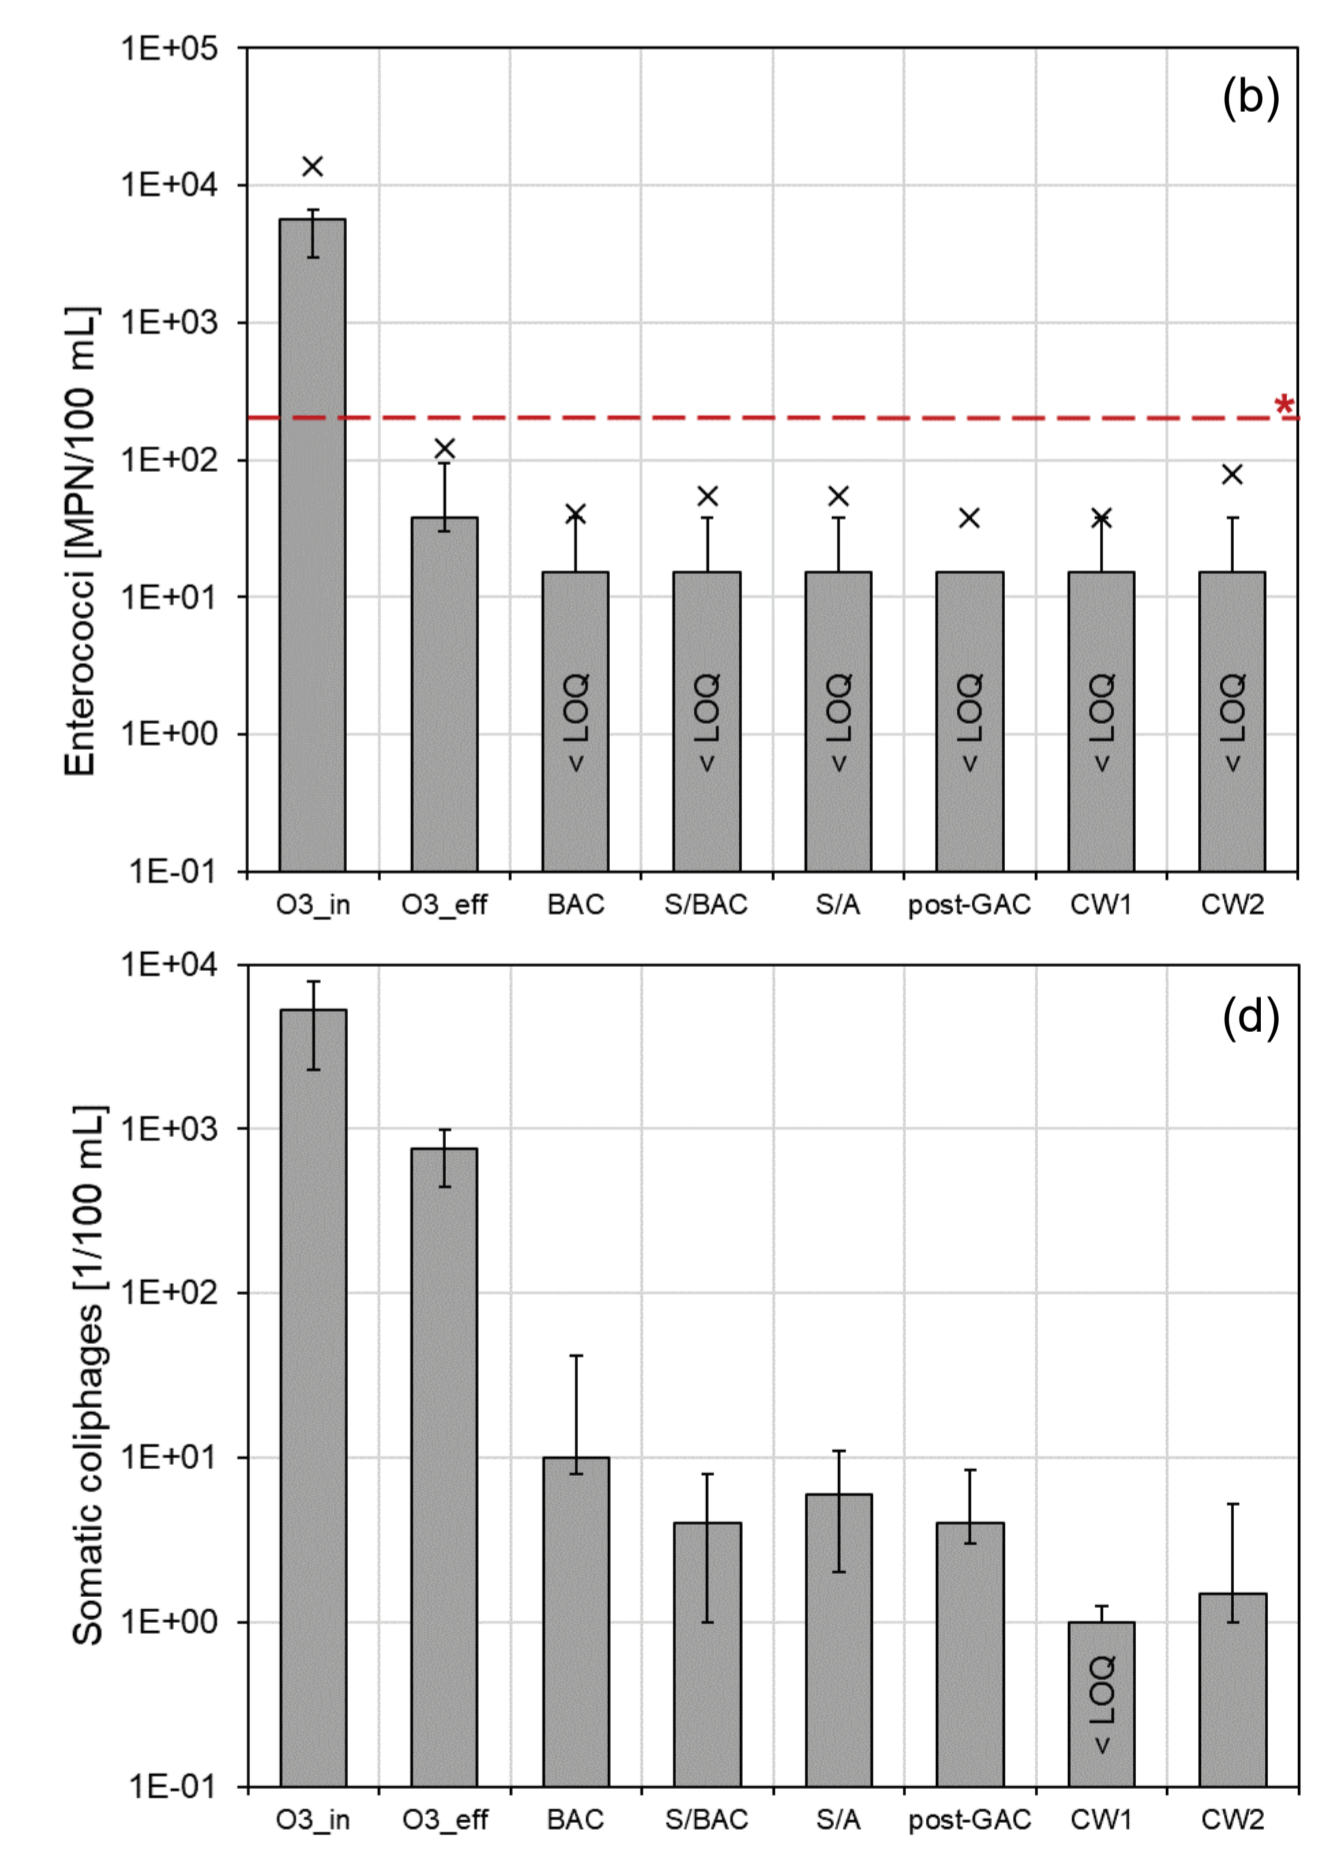 (b)
Enterococci [MPN/100 mL]
1E+05
1E+04
1E+03
1E+02
1E+01
1E+00
1E-01
*
< LOQ
< LOQ
< LOQ
< LOQ
< LOQ
< LOQ
O3_in O3_eff BAC S/BAC S/A post-GAC CW1 CW2
(d)
Somatic coliphages [1/100 mL]
1E+04
1E+03
1E+02
1E+01
1E+00
1E-01
< LOQ
O3_in O3_eff BAC S/BAC S/A post-GAC CW1 CW2